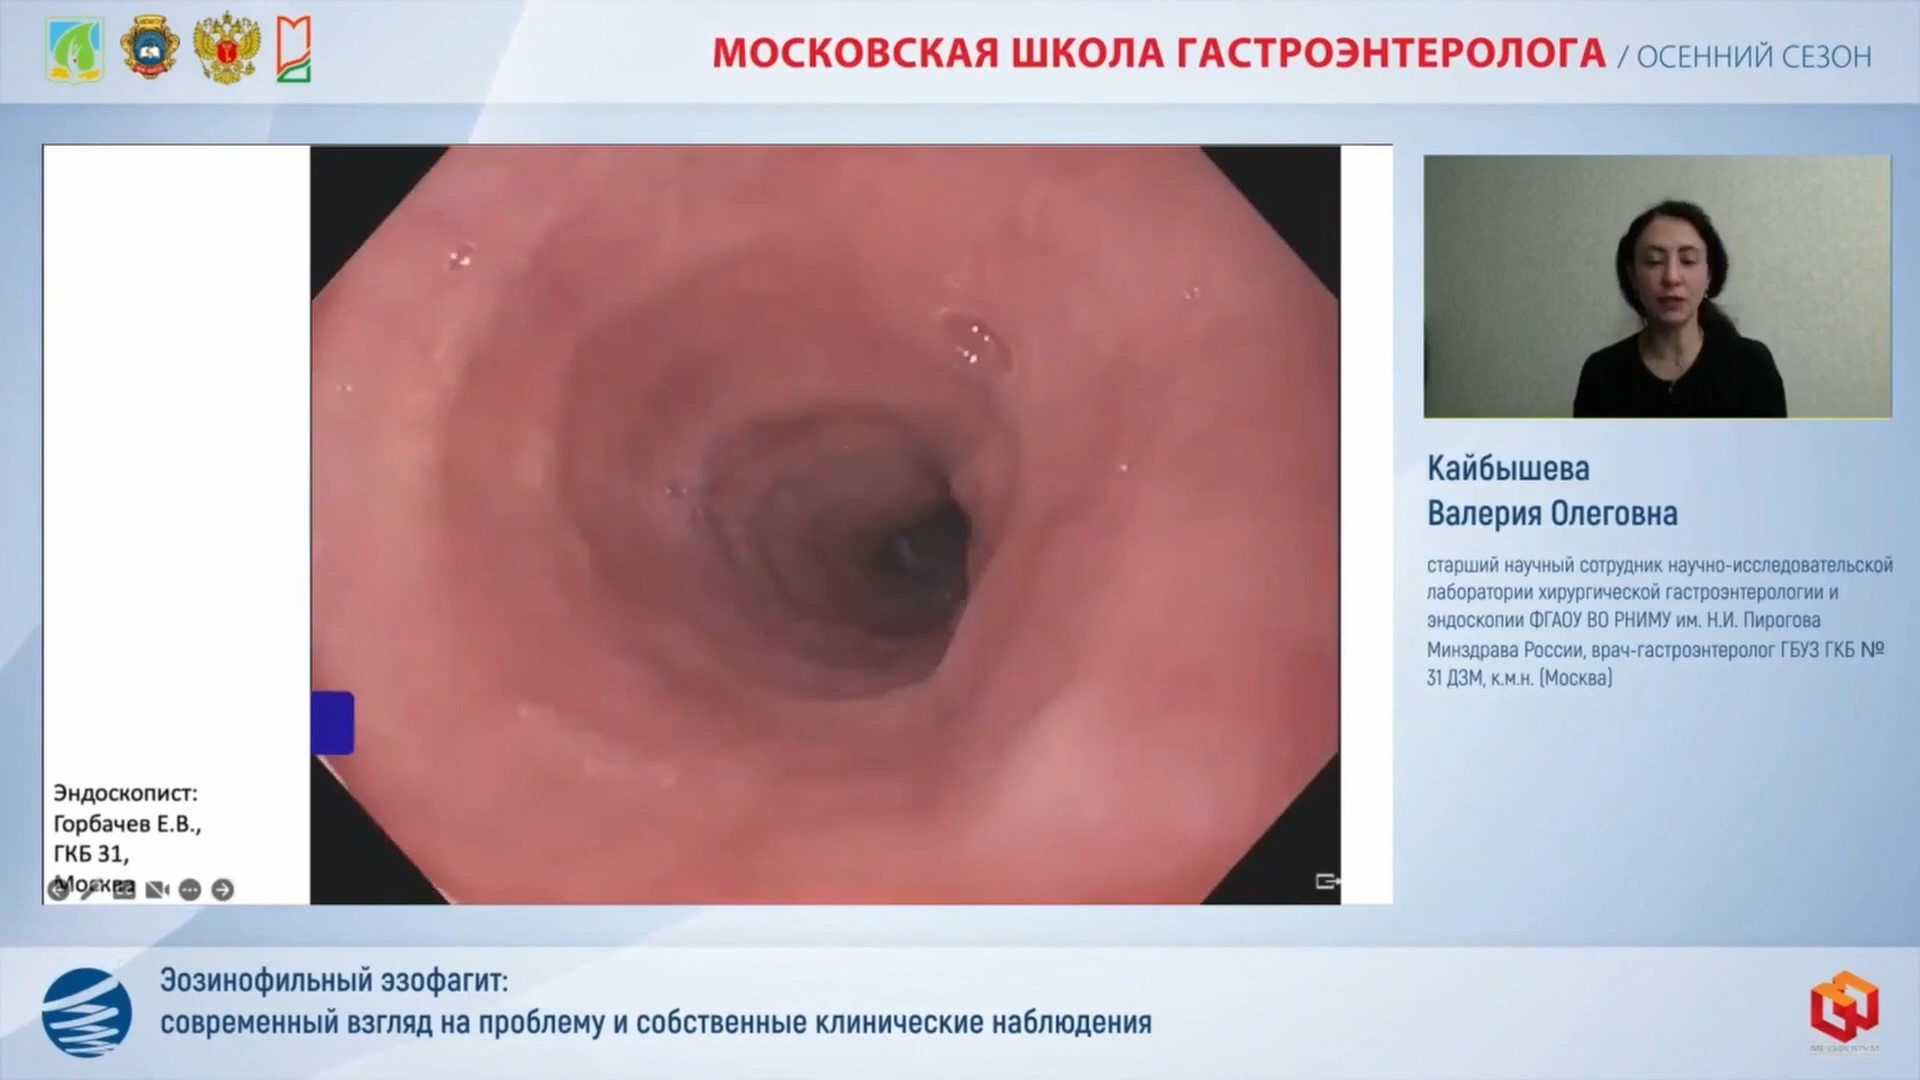 МОСКОВСКАЯ ШКОЛА ГАСТРОЭНТЕРОЛОГА / ОСЕННИЙ СЕЗОН
Кайбышева
Валерия Олеговна
старший научный сотрудник научно-исследовательской
лаборатории хирургической гастроэнтерологии и
эндоскопии ФГАОУ ВО РНИМУ им. Н.И. Пирогова
Минздрава России, врач-гастроэнтеролог ГБУЗ ГКБ №
31 ДЗМ, к.м.н. (Москва)
Эндоскопист:
Горбачев Е.В.,
ГКБ 31,
Москва
Эозинофильный эзофагит:
современный взгляд на проблему и собственные клинические наблюдения
МЕДФОРУМ